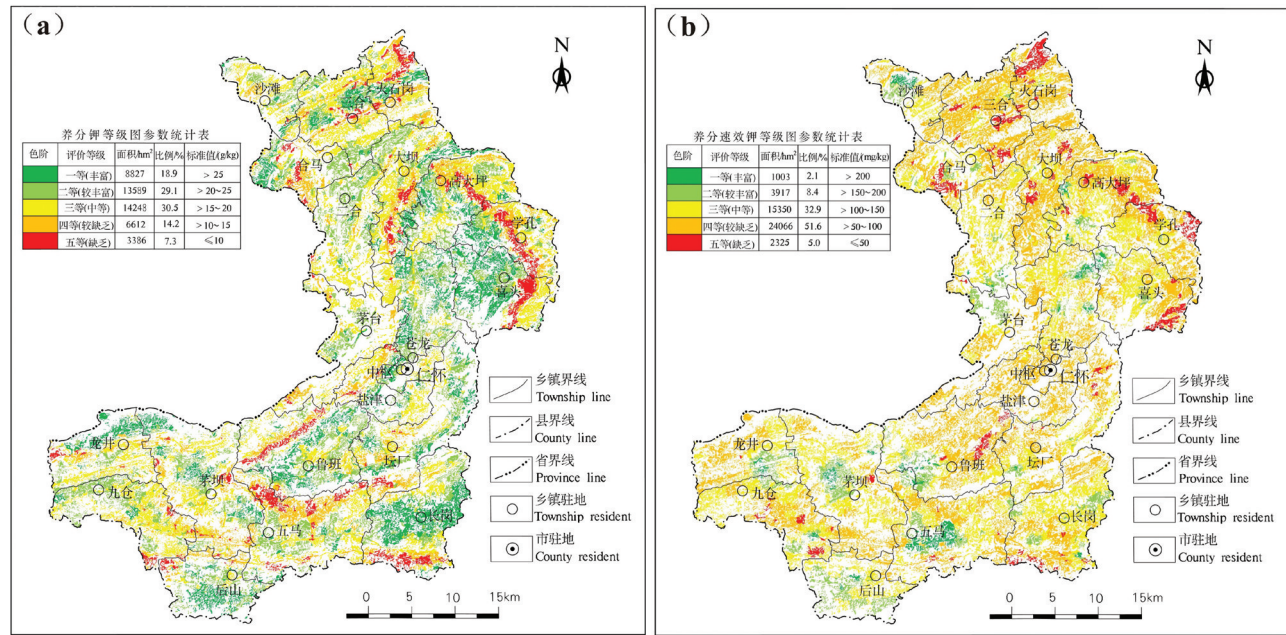 (a)
N
沙滩
火石岗
三合
养分钾等级图参数统计表
色阶 评价等级 面积/hm² 比例/% 标准值/(g/kg)
一等(丰富) 8827 18.9 >25
二等(较丰富) 13589 29.1 >20~25
三等(中等) 14248 30.5 >15~20
四等(较缺乏) 6612 14.2 >10~15
五等(缺乏) 3386 7.3 ≤10
合马
大坝
高大坪
二合
学孔
喜头
茅台
苍龙
中枢
仁怀
盐津
龙井
鲁班
坛厂
九仓
茅坝
长岗
五马
后山
乡镇界线
Township line
县界线
County line
省界线
Province line
乡镇驻地
Township resident
市驻地
County resident
0 5 10 15km
(b)
N
沙滩
火石岗
三合
养分速效钾等级图参数统计表
色阶 评价等级 面积/hm² 比例/% 标准值/(mg/kg)
一等(丰富) 1003 2.1 >200
二等(较丰富) 3917 8.4 >150~200
三等(中等) 15350 32.9 >100~150
四等(较缺乏) 24066 51.6 >50~100
五等(缺乏) 2325 5.0 ≤50
合马
大坝
高大坪
二合
学孔
喜头
茅台
苍龙
中枢
仁怀
盐津
龙井
鲁班
坛厂
九仓
茅坝
长岗
五马
后山
乡镇界线
Township line
县界线
County line
省界线
Province line
乡镇驻地
Township resident
市驻地
County resident
0 5 10 15km